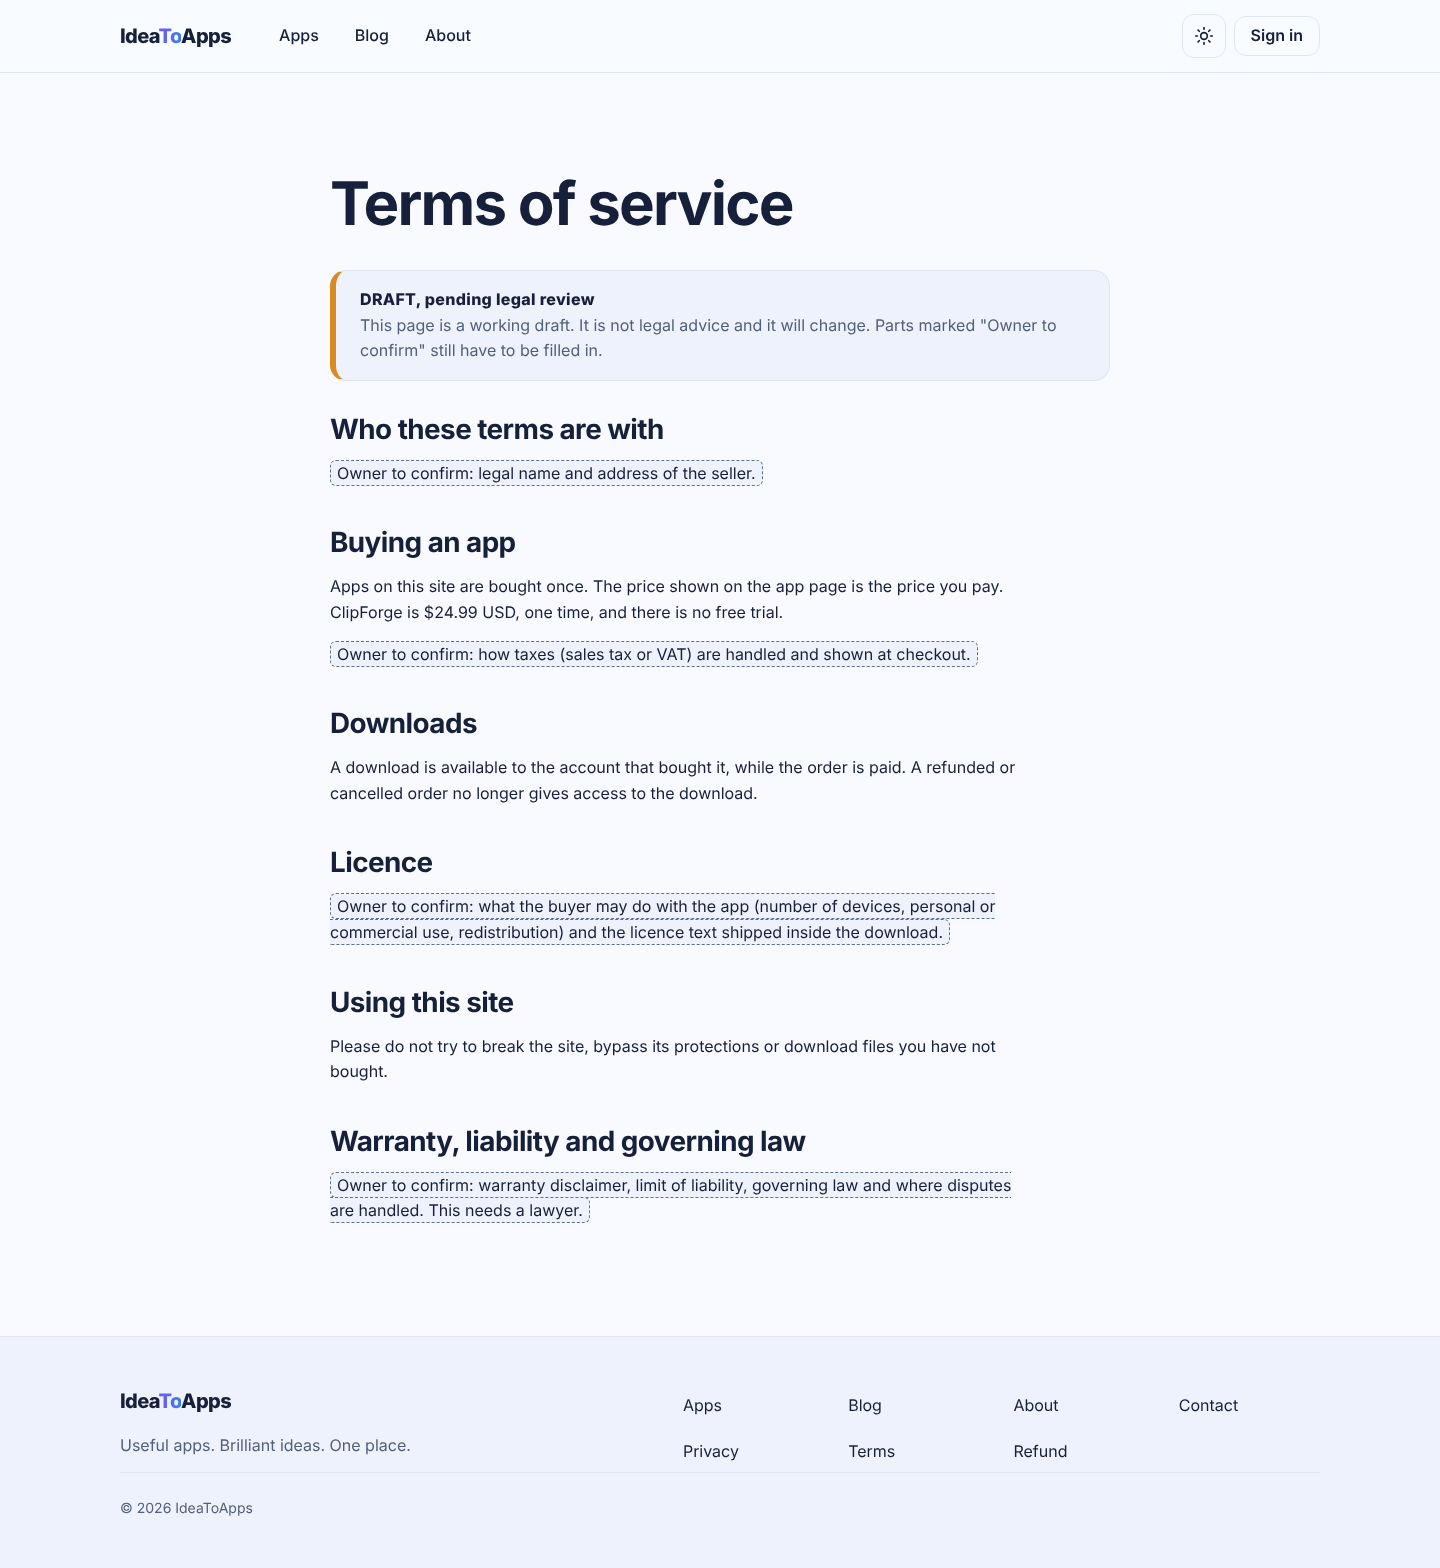 IdeaToApps
Apps
Blog
About
Sign in
Terms of service
DRAFT, pending legal review
This page is a working draft. It is not legal advice and it will change. Parts marked "Owner to
confirm" still have to be filled in.
Who these terms are with
Owner to confirm: legal name and address of the seller.
Buying an app
Apps on this site are bought once. The price shown on the app page is the price you pay.
ClipForge is $24.99 USD, one time, and there is no free trial.
Owner to confirm: how taxes (sales tax or VAT) are handled and shown at checkout.
Downloads
A download is available to the account that bought it, while the order is paid. A refunded or
cancelled order no longer gives access to the download.
Licence
Owner to confirm: what the buyer may do with the app (number of devices, personal or
commercial use, redistribution) and the licence text shipped inside the download.
Using this site
Please do not try to break the site, bypass its protections or download files you have not
bought.
Warranty, liability and governing law
Owner to confirm: warranty disclaimer, limit of liability, governing law and where disputes
are handled. This needs a lawyer.
IdeaToApps
Useful apps. Brilliant ideas. One place.
Apps
Blog
About
Contact
Privacy
Terms
Refund
© 2026 IdeaToApps